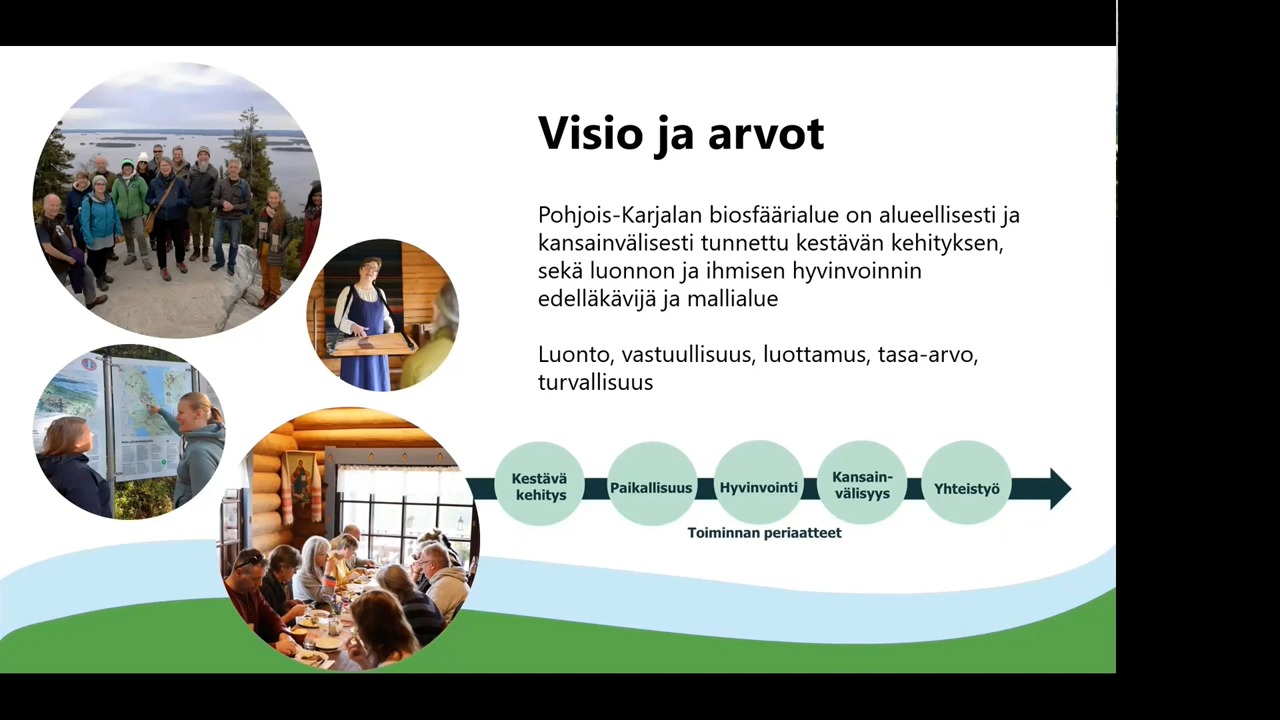 Visio ja arvot
Pohjois-Karjalan biosfäärialue on alueellisesti ja
kansainvälisesti tunnettu kestävän kehityksen,
sekä luonnon ja ihmisen hyvinvoinnin
edelläkävijä ja mallialue
Luonto, vastuullisuus, luottamus, tasa-arvo,
turvallisuus
Kestävä
kehitys
Paikallisuus
Hyvinvointi
Kansain-
välisyys
Yhteistyö
Toiminnan periaatteet